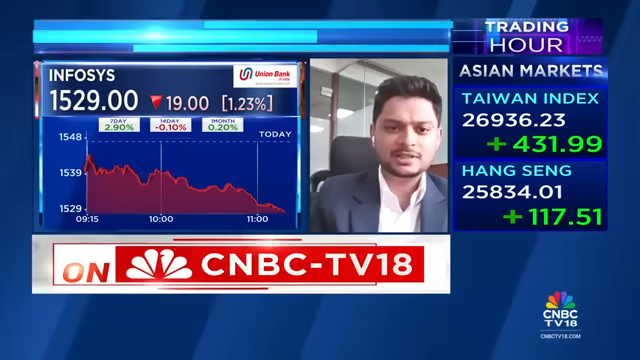 INFOSYS
Union Bank
of India
1529.00 ▼ 19.00 [1.23%]
7DAY 14DAY 1MONTH
2.90% -0.10% 0.20%
TODAY
1548
1539
1529
09:15 10:00 11:00
ON CNBC-TV18
TRADING
HOUR
ASIAN MARKETS
TAIWAN INDEX
26936.23
+ 431.99
HANG SENG
25834.01
+ 117.51
CNBC
TV18
CNBCTV18.COM